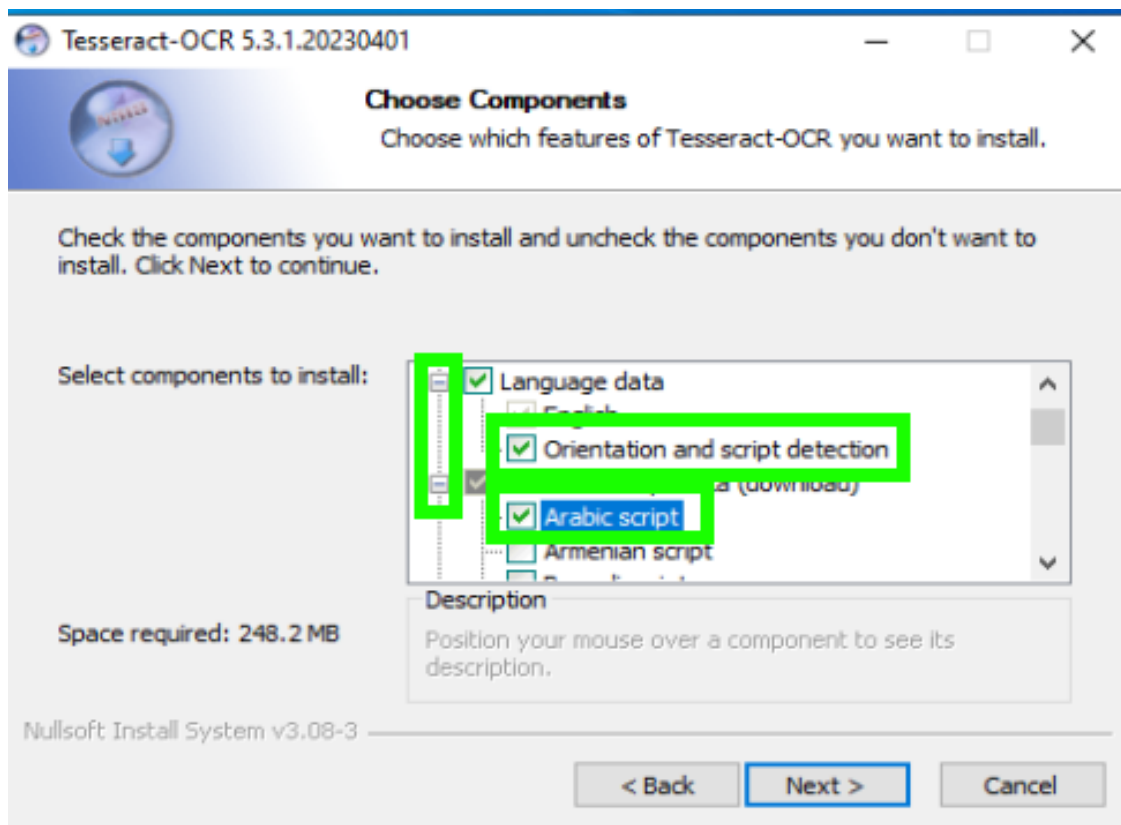 Tesseract-OCR 5.3.1.20230401
Choose Components
Choose which features of Tesseract-OCR you want to install.
Check the components you want to install and uncheck the components you don't want to
install. Click Next to continue.
Select components to install:
Language data
English
Orientation and script detection
(download)
Arabic script
Armenian script
Space required: 248.2 MB
Description
Position your mouse over a component to see its
description.
Nullsoft Install System v3.08-3
< Back
Next >
Cancel